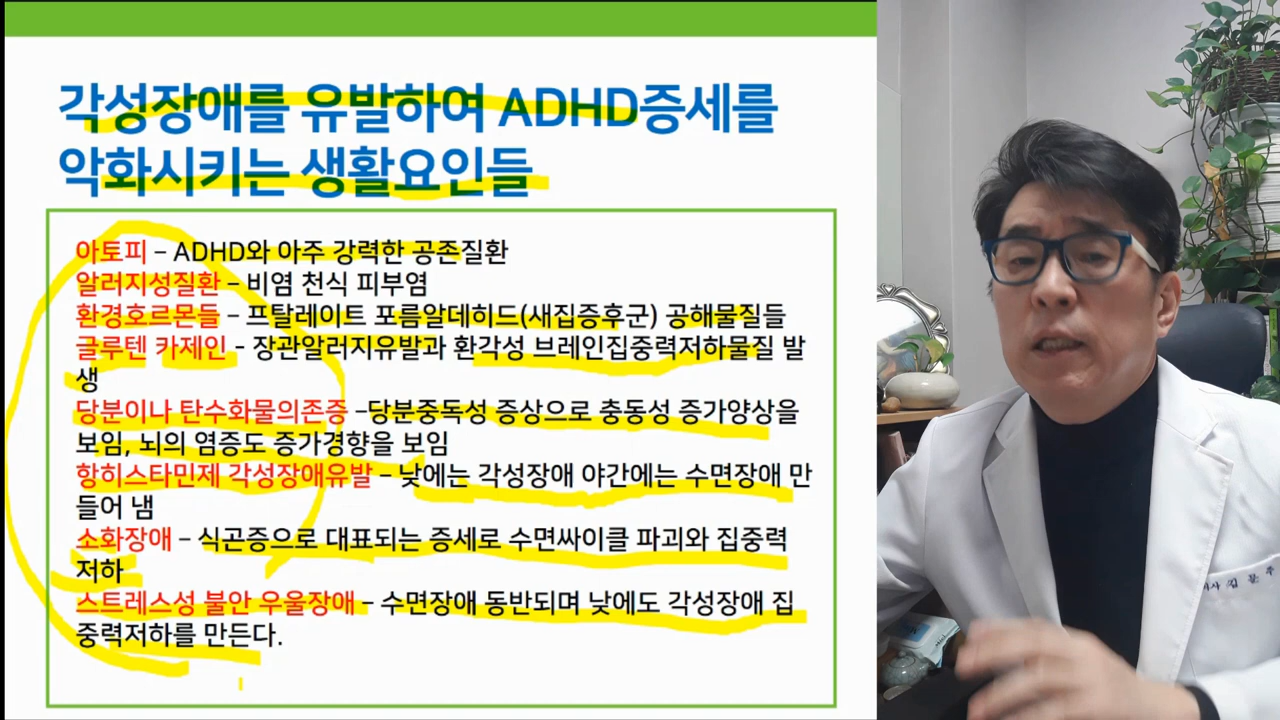 각성장애를 유발하여 ADHD증세를
악화시키는 생활요인들
아토피 – ADHD와 아주 강력한 공존질환
알러지성질환 – 비염 천식 피부염
환경호르몬들 – 프탈레이트 포름알데히드(새집증후군) 공해물질들
글루텐 카제인 - 장관알러지유발과 환각성 브레인집중력저하물질 발
생
당분이나 탄수화물의존증 –당분중독성 증상으로 충동성 증가양상을
보임, 뇌의 염증도 증가경향을 보임
항히스타민제 각성장애유발 – 낮에는 각성장애 야간에는 수면장애 만
들어 냄
소화장애 – 식곤증으로 대표되는 증세로 수면싸이클 파괴와 집중력
저하
스트레스성 불안 우울장애 – 수면장애 동반되며 낮에도 각성장애 집
중력저하를 만든다.